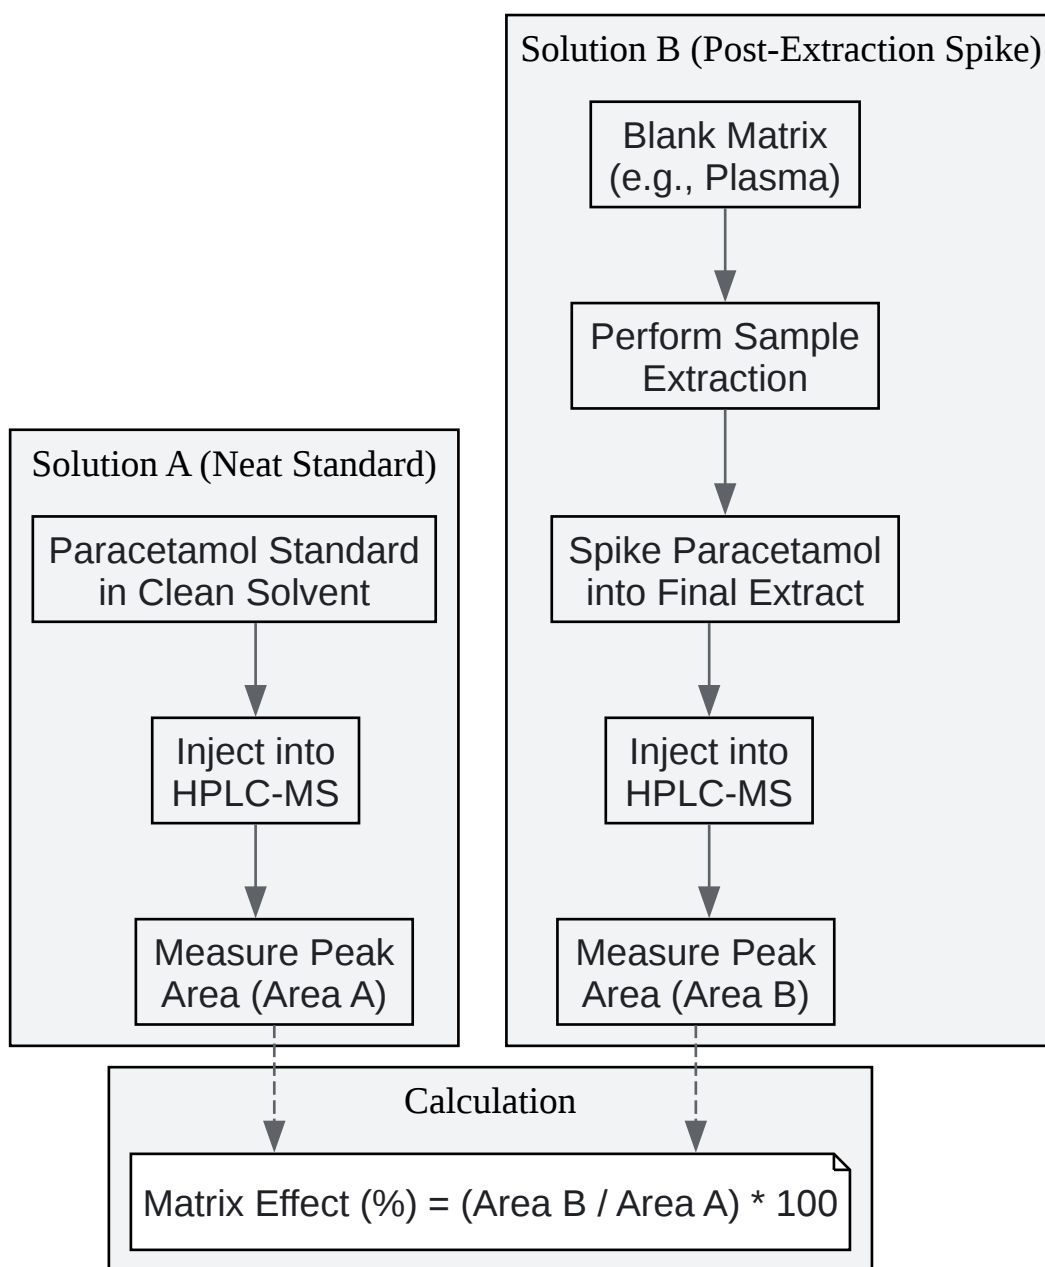 Solution B (Post-Extraction Spike)
Blank Matrix
(e.g., Plasma)
Perform Sample
Extraction
Spike Paracetamol
into Final Extract
Inject into
HPLC-MS
Measure Peak
Area (Area B)
Solution A (Neat Standard)
Paracetamol Standard
in Clean Solvent
Inject into
HPLC-MS
Measure Peak
Area (Area A)
Calculation
Matrix Effect (%) = (Area B / Area A) * 100